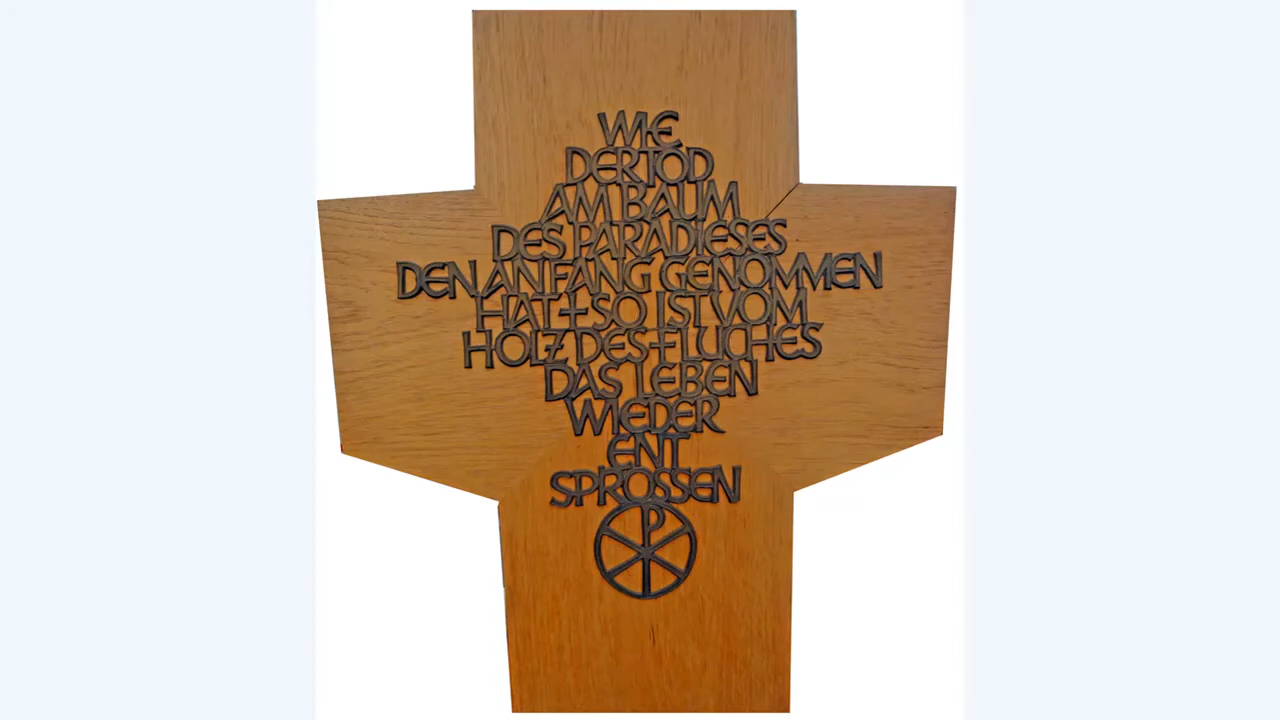 WIE
DER TOD
AM BAUM
DES PARADIESES
DEN ANFANG GENOMMEN
HAT + SO IST VOM
HOLZ DES FLUCHES
DAS LEBEN
WIEDER
ENT
SPROSSEN